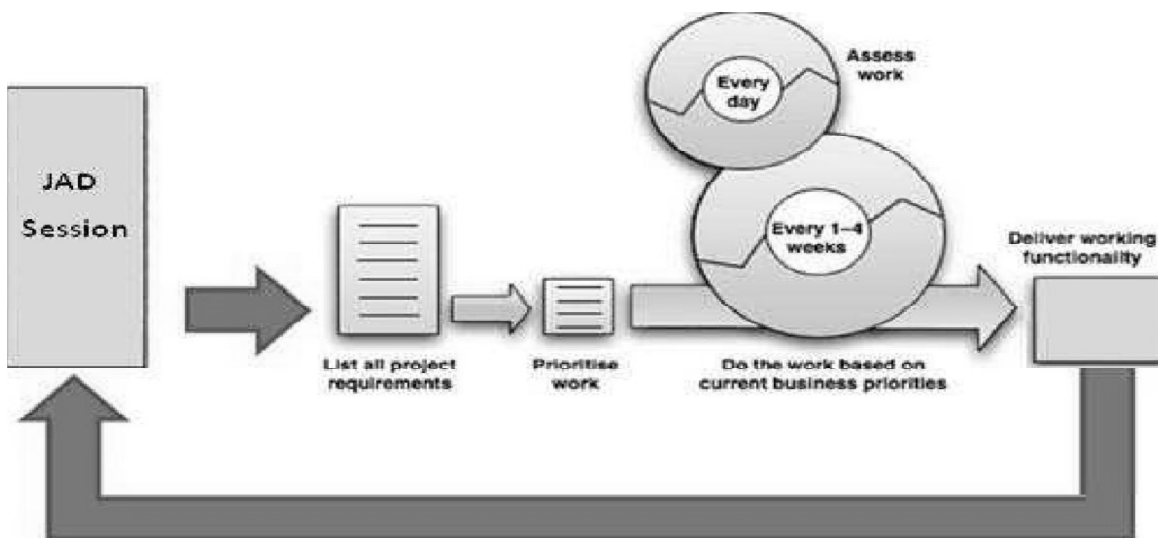 JAD
Session
List all project
requirements
Prioritise
work
Every
day
Assess
work
Every 1–4
weeks
Do the work based on
current business priorities
Deliver working
functionality